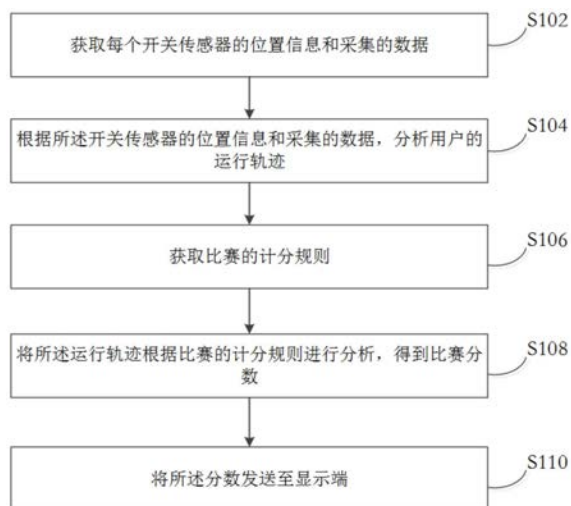 S102
获取每个开关传感器的位置信息和采集的数据
S104
根据所述开关传感器的位置信息和采集的数据，分析用户的
运行轨迹
S106
获取比赛的计分规则
S108
将所述运行轨迹根据比赛的计分规则进行分析，得到比赛分
数
S110
将所述分数发送至显示端